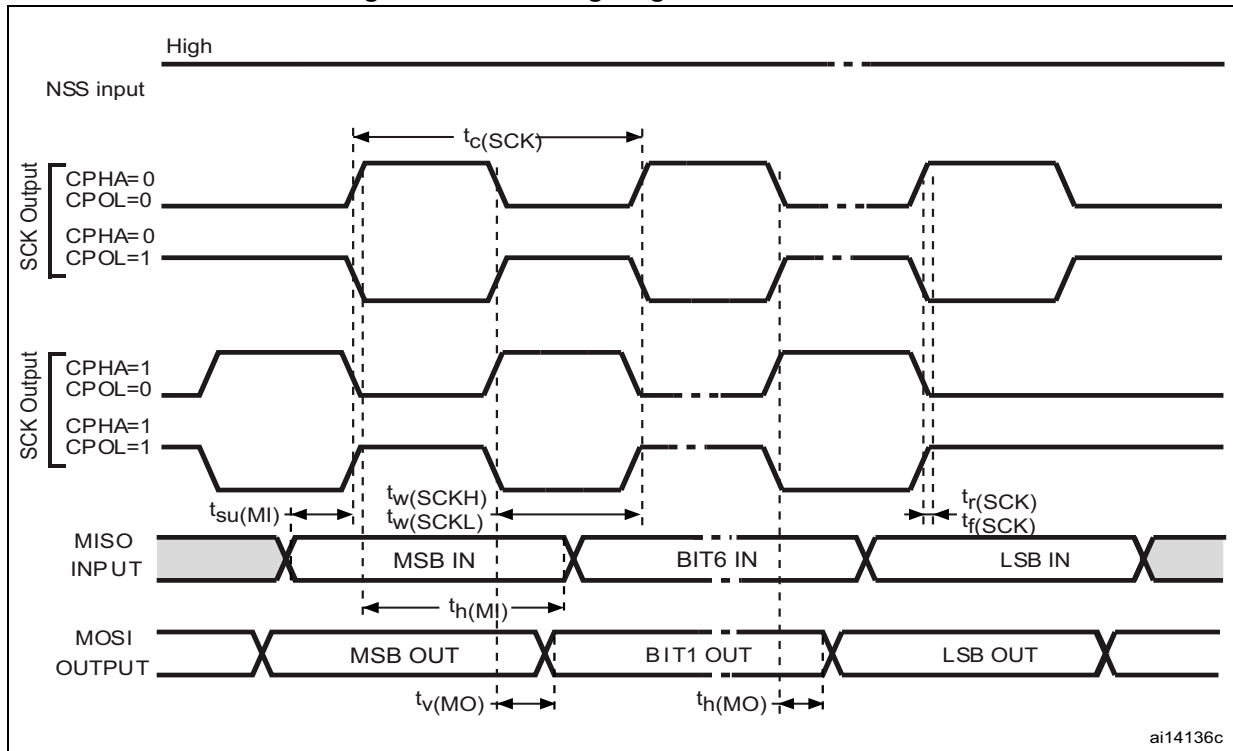 High
NSS input
tc(SCK)
SCK Output
CPHA=0
CPOL=0
CPHA=0
CPOL=1
SCK Output
CPHA=1
CPOL=0
CPHA=1
CPOL=1
tsu(MI)
tw(SCKH)
tw(SCKL)
tr(SCK)
tf(SCK)
MISO
INPUT
MSB IN
BIT6 IN
LSB IN
th(MI)
MOSI
OUTPUT
MSB OUT
BIT1 OUT
LSB OUT
tv(MO)
th(MO)
ai14136c